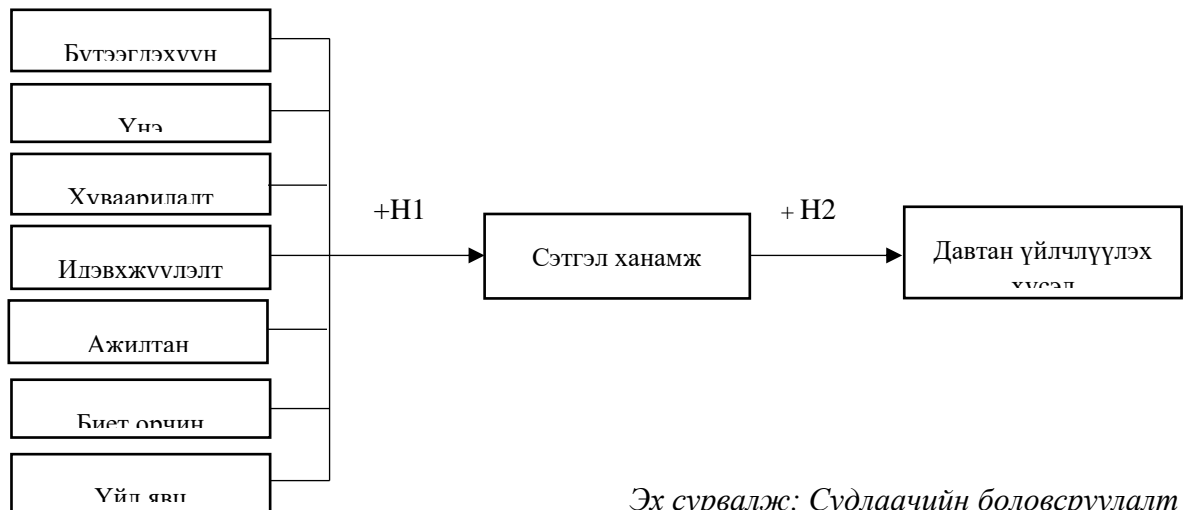 Бүтээгдэхүүн
Үнэ
Хуваарилалт
+H1
+ H2
Идэвхжүүлэлт
Сэтгэл ханамж
Давтан үйлчлүүлэх
хүсэл
Ажилтан
Биет орчин
Үйл явц
Эх сурвалж: Судлаачийн боловсруулалт